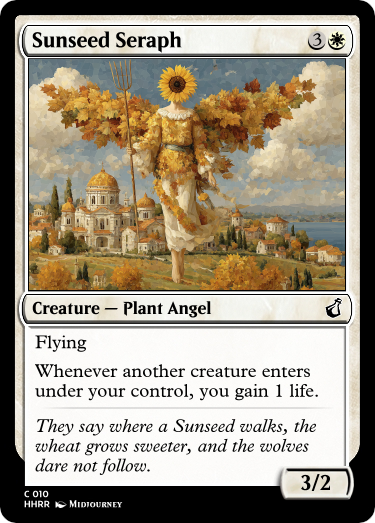 Sunseed Seraph 3
Creature — Plant Angel
Flying
Whenever another creature enters
under your control, you gain 1 life.
They say where a Sunseed walks, the
wheat grows sweeter, and the wolves
dare not follow.
3/2
C 010
HHRR Midjourney